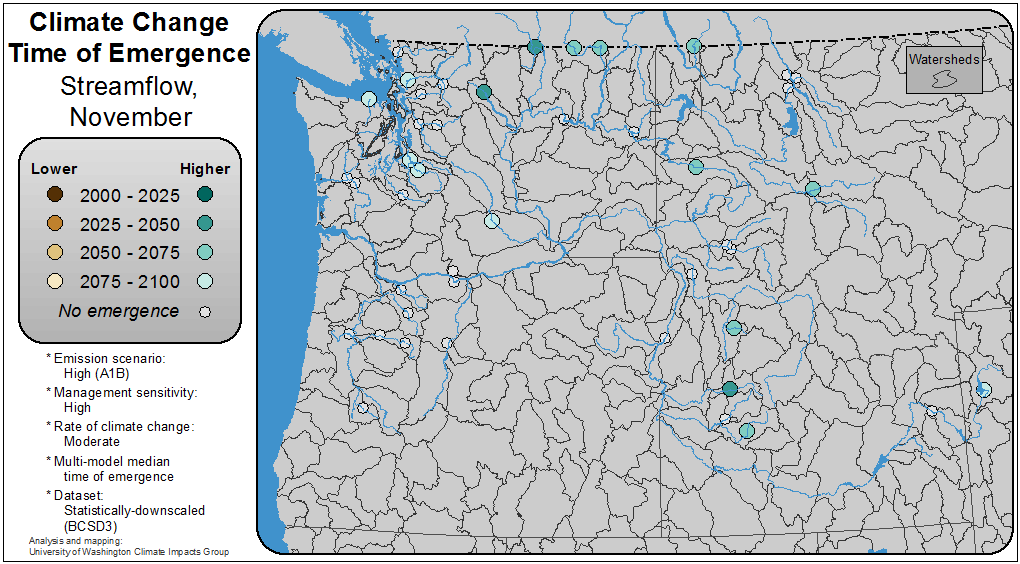 Climate Change
Time of Emergence
Streamflow,
November
Lower Higher
2000 - 2025
2025 - 2050
2050 - 2075
2075 - 2100
No emergence
* Emission scenario:
High (A1B)
* Management sensitivity:
High
* Rate of climate change:
Moderate
* Multi-model median
time of emergence
* Dataset:
Statistically-downscaled
(BCSD3)
Analysis and mapping:
University of Washington Climate Impacts Group
Watersheds